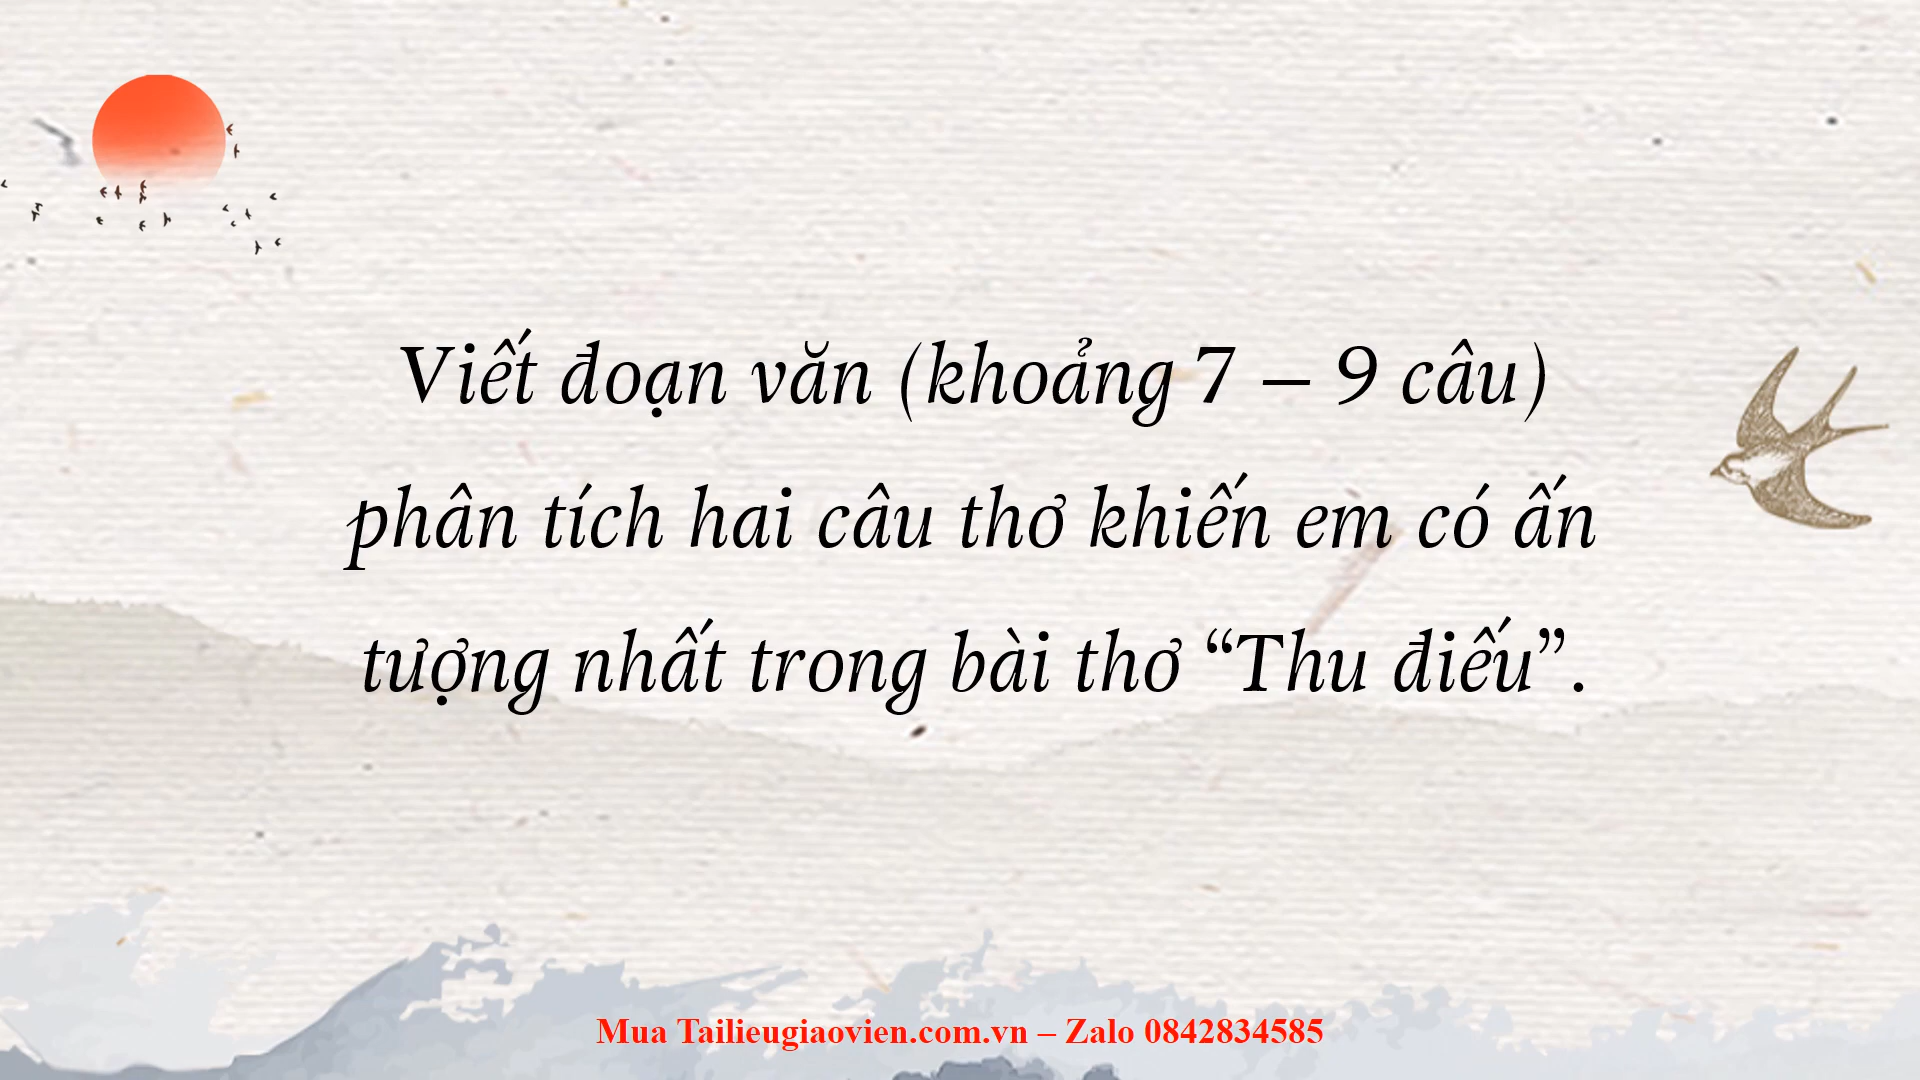 Viết đoạn văn (khoảng 7 – 9 câu)
phân tích hai câu thơ khiến em có ấn
tượng nhất trong bài thơ “Thu điếu”.
Mua Tailieugiaovien.com.vn – Zalo 0842834585